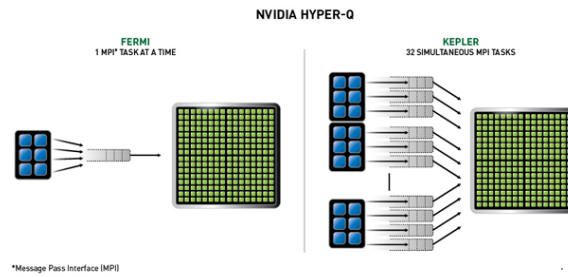 NVIDIA HYPER-Q
FERMI
1 MPI* TASK AT A TIME
KEPLER
32 SIMULTANEOUS MPI TASKS
*Message Pass Interface (MPI)